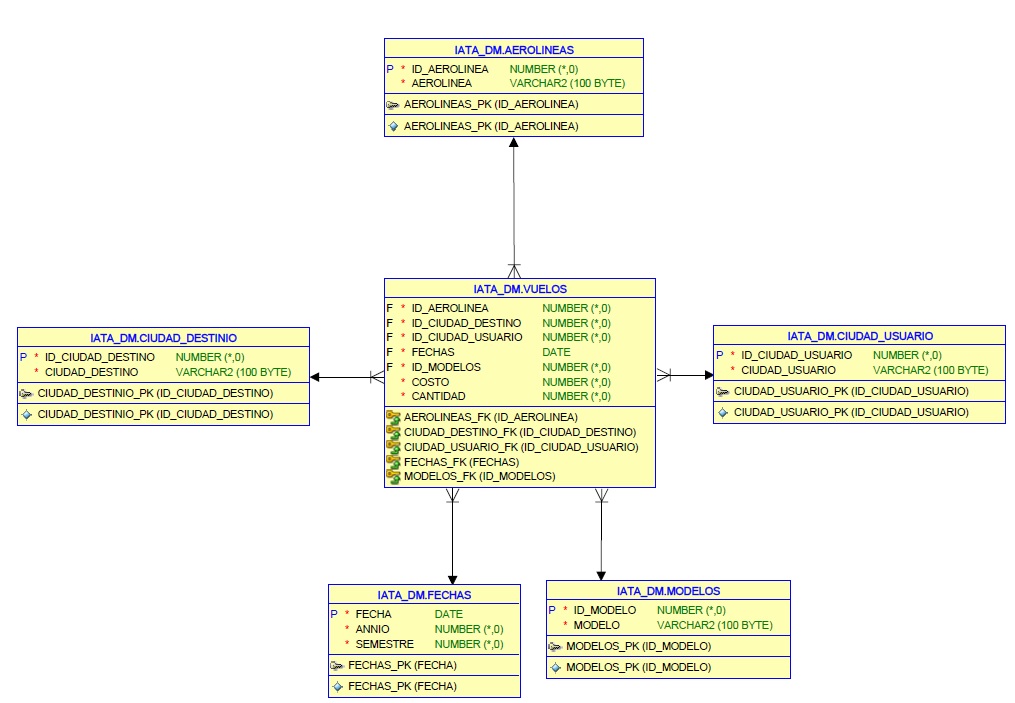 IATA_DM.AEROLINEAS
P * ID_AEROLINEA NUMBER (*,0)
* AEROLINEA VARCHAR2 (100 BYTE)
AEROLINEAS_PK (ID_AEROLINEA)
AEROLINEAS_PK (ID_AEROLINEA)
IATA_DM.VUELOS
F * ID_AEROLINEA NUMBER (*,0)
F * ID_CIUDAD_DESTINO NUMBER (*,0)
F * ID_CIUDAD_USUARIO NUMBER (*,0)
F * FECHAS DATE
F * ID_MODELOS NUMBER (*,0)
* COSTO NUMBER (*,0)
* CANTIDAD NUMBER (*,0)
AEROLINEAS_FK (ID_AEROLINEA)
CIUDAD_DESTINO_FK (ID_CIUDAD_DESTINO)
CIUDAD_USUARIO_FK (ID_CIUDAD_USUARIO)
FECHAS_FK (FECHAS)
MODELOS_FK (ID_MODELOS)
IATA_DM.CIUDAD_DESTINIO
P * ID_CIUDAD_DESTINO NUMBER (*,0)
* CIUDAD_DESTINO VARCHAR2 (100 BYTE)
CIUDAD_DESTINIO_PK (ID_CIUDAD_DESTINO)
CIUDAD_DESTINIO_PK (ID_CIUDAD_DESTINO)
IATA_DM.CIUDAD_USUARIO
P * ID_CIUDAD_USUARIO NUMBER (*,0)
* CIUDAD_USUARIO VARCHAR2 (100 BYTE)
CIUDAD_USUARIO_PK (ID_CIUDAD_USUARIO)
CIUDAD_USUARIO_PK (ID_CIUDAD_USUARIO)
IATA_DM.FECHAS
P * FECHA DATE
* ANNIO NUMBER (*,0)
* SEMESTRE NUMBER (*,0)
FECHAS_PK (FECHA)
FECHAS_PK (FECHA)
IATA_DM.MODELOS
P * ID_MODELO NUMBER (*,0)
* MODELO VARCHAR2 (100 BYTE)
MODELOS_PK (ID_MODELO)
MODELOS_PK (ID_MODELO)